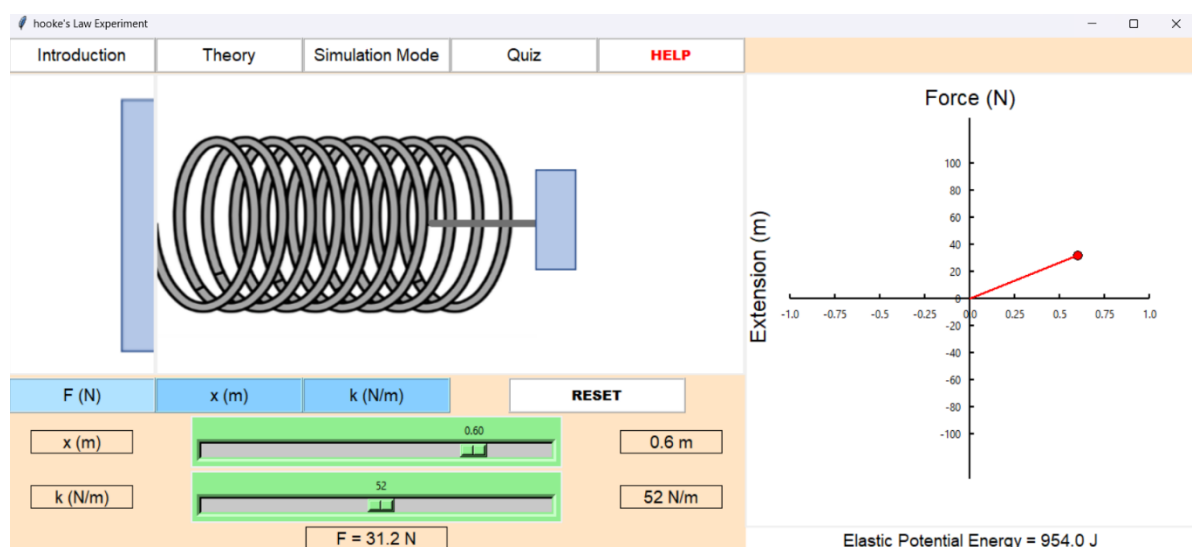 hooke's Law Experiment
Introduction Theory Simulation Mode Quiz HELP
Force (N)
100
80
60
40
20
0
Extension (m)
-1.0 -0.75 -0.5 -0.25 0.0 0.25 0.5 0.75 1.0
-20
-40
-60
-80
-100
F (N) x (m) k (N/m) RESET
0.60
x (m) 0.6 m
52
k (N/m) 52 N/m
F = 31.2 N
Elastic Potential Energy = 954.0 J